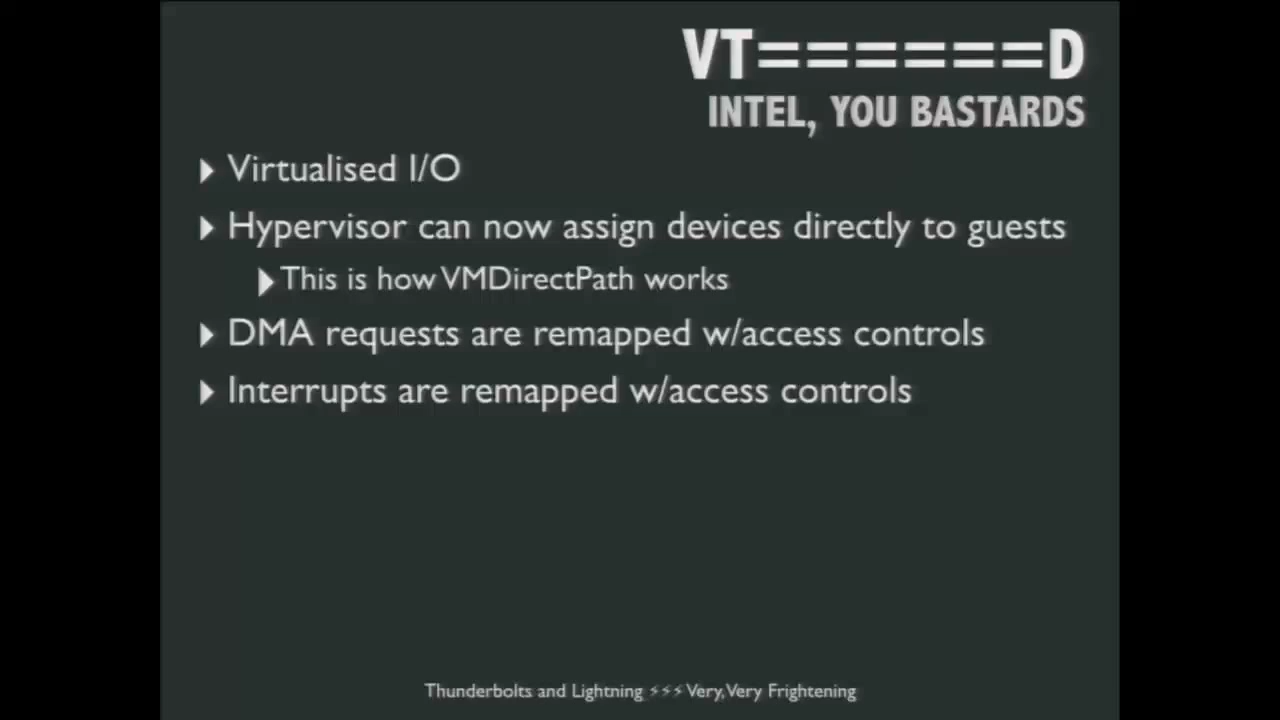 VT======D
INTEL, YOU BASTARDS
Virtualised I/O
Hypervisor can now assign devices directly to guests
This is how VMDirectPath works
DMA requests are remapped w/access controls
Interrupts are remapped w/access controls
Thunderbolts and Lightning ⚡⚡⚡ Very, Very Frightening